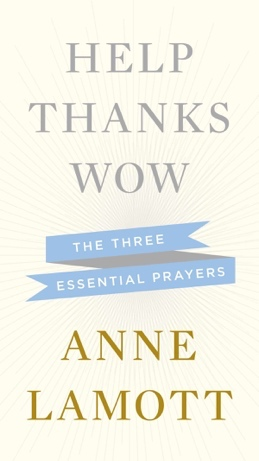 HELP
THANKS
WOW
THE THREE
ESSENTIAL PRAYERS
ANNE
LAMOTT